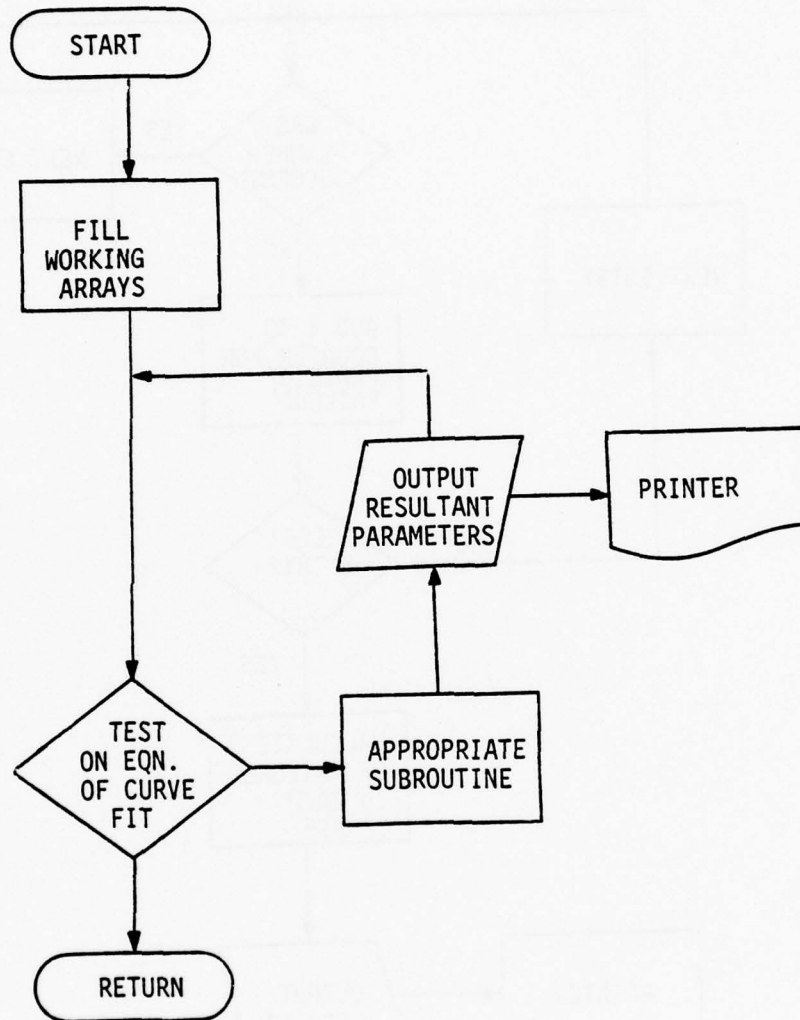 START
FILL
WORKING
ARRAYS
OUTPUT
RESULTANT
PARAMETERS
PRINTER
TEST
ON EQN.
OF CURVE
FIT
APPROPRIATE
SUBROUTINE
RETURN